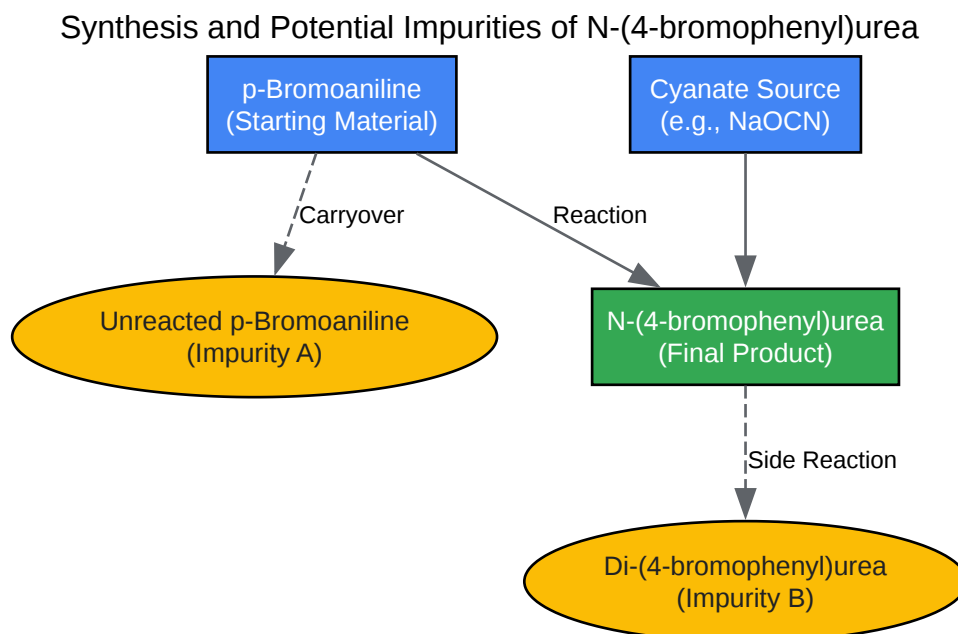 Synthesis and Potential Impurities of N-(4-bromophenyl)urea
p-Bromoaniline
(Starting Material)
Cyanate Source
(e.g., NaOCN)
Carryover
Reaction
Unreacted p-Bromoaniline
(Impurity A)
N-(4-bromophenyl)urea
(Final Product)
Side Reaction
Di-(4-bromophenyl)urea
(Impurity B)